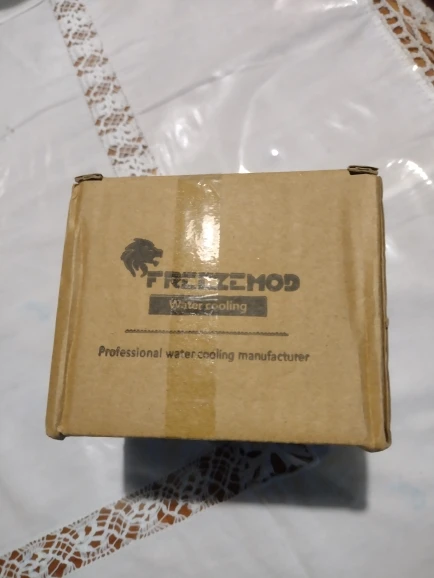 FREEZEMOD
Water cooling
Professional water cooling manufacturer